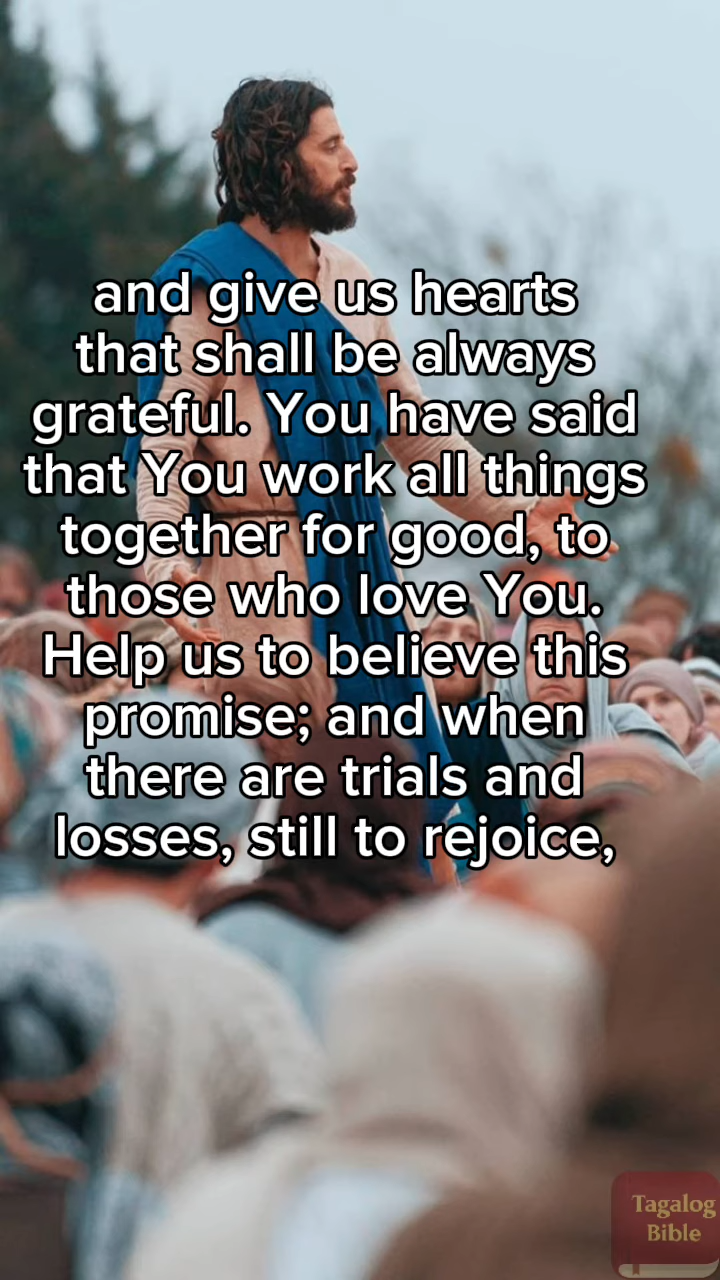 and give us hearts
that shall be always
grateful. You have said
that You work all things
together for good, to
those who love You.
Help us to believe this
promise; and when
there are trials and
losses, still to rejoice,
Tagalog
Bible